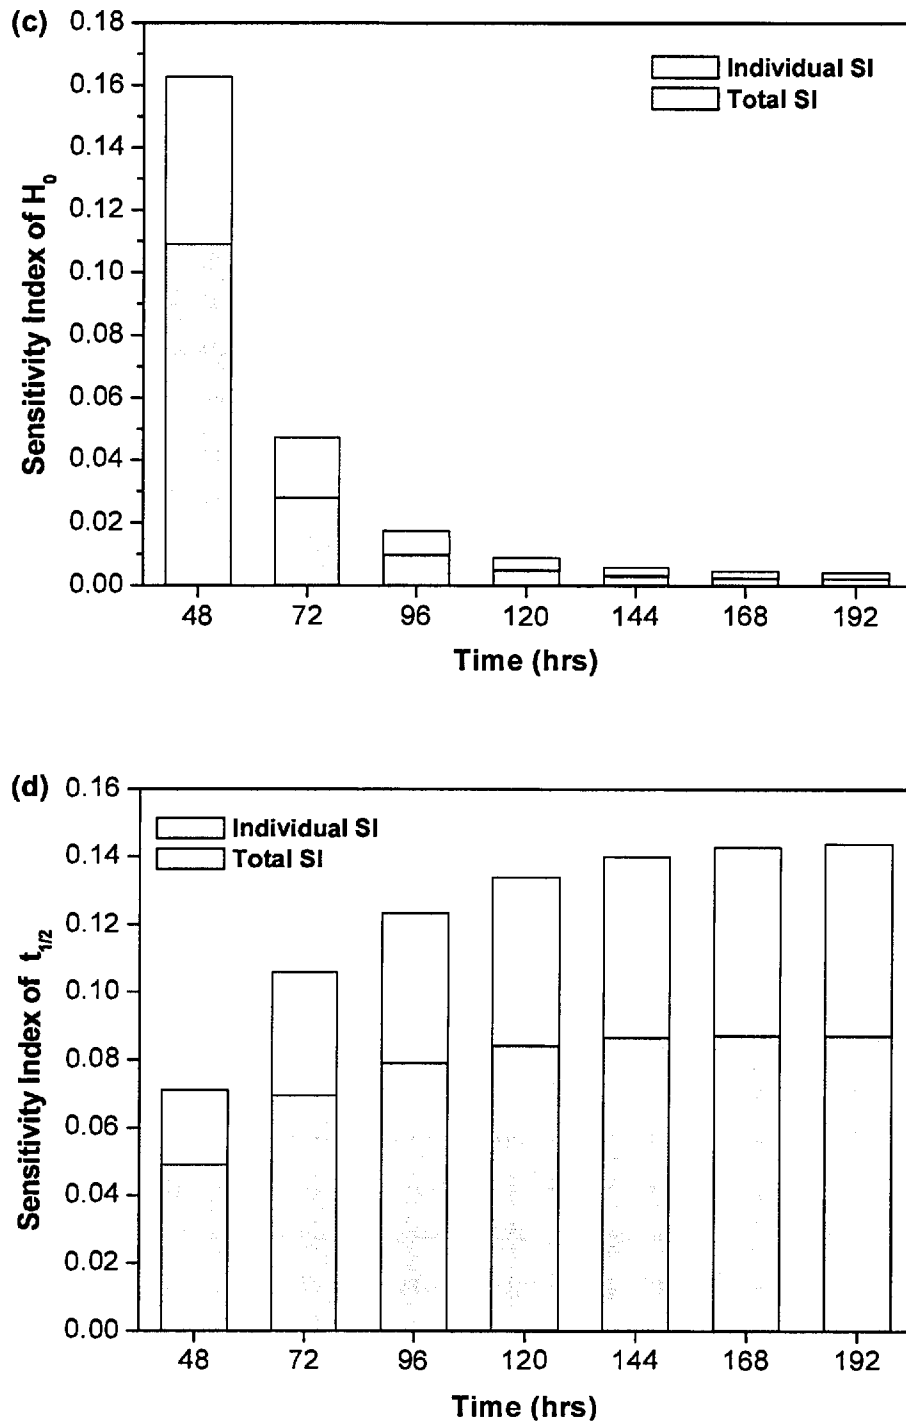 (c)
0.18
0.16
0.14
0.12
0.10
0.08
0.06
0.04
0.02
0.00
Sensitivity Index of H0
Individual SI
Total SI
48 72 96 120 144 168 192
Time (hrs)
(d)
0.16
0.14
0.12
0.10
0.08
0.06
0.04
0.02
0.00
Sensitivity Index of t1/2
Individual SI
Total SI
48 72 96 120 144 168 192
Time (hrs)